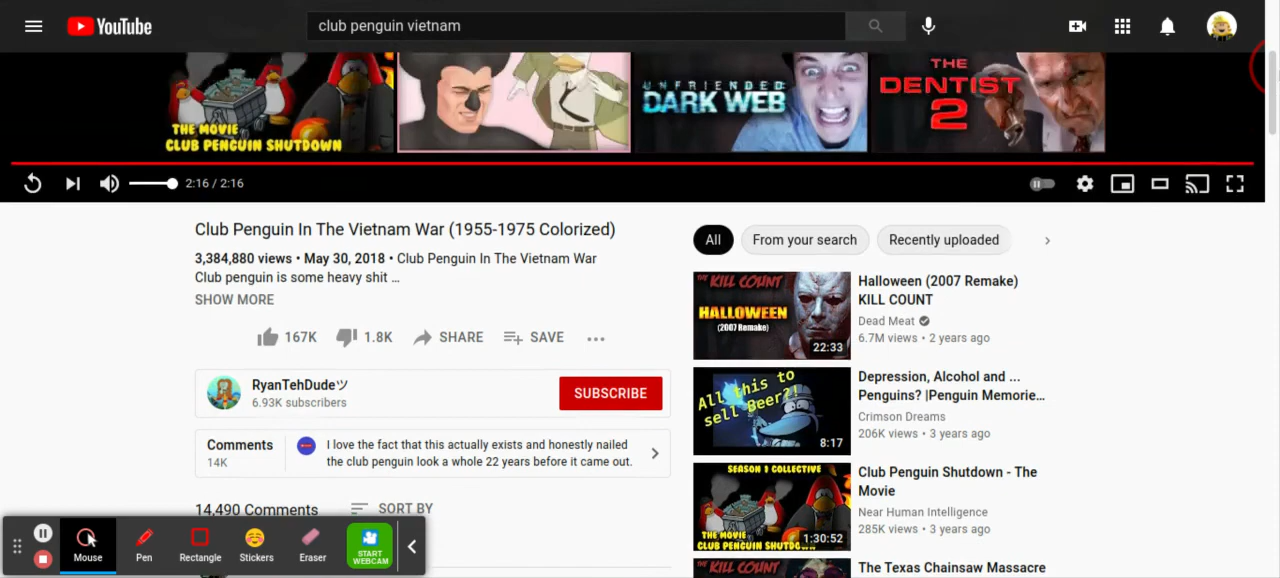 YouTube
club penguin vietnam
THE MOVIE
CLUB PENGUIN SHUTDOWN
UNFRIENDED
DARK WEB
THE
DENTIST
2
2:16 / 2:16
Club Penguin In The Vietnam War (1955-1975 Colorized)
3,384,880 views • May 30, 2018 • Club Penguin In The Vietnam War
Club penguin is some heavy shit ...
SHOW MORE
167K
1.8K
SHARE
SAVE
RyanTehDudeツ
6.93K subscribers
SUBSCRIBE
Comments
14K
I love the fact that this actually exists and honestly nailed
the club penguin look a whole 22 years before it came out.
14,490 Comments
SORT BY
Mouse
Pen
Rectangle
Stickers
Eraser
START
WEBCAM
All
From your search
Recently uploaded
THE KILL COUNT
HALLOWEEN
(2007 Remake)
22:33
Halloween (2007 Remake)
KILL COUNT
Dead Meat
6.7M views • 2 years ago
All this to
sell Beer?!
8:17
Depression, Alcohol and ...
Penguins? |Penguin Memorie...
Crimson Dreams
206K views • 3 years ago
SEASON 1 COLLECTIVE
THE MOVIE
CLUB PENGUIN SHUTDOWN
1:30:52
Club Penguin Shutdown - The
Movie
Near Human Intelligence
285K views • 3 years ago
THE KILL COUNT
The Texas Chainsaw Massacre